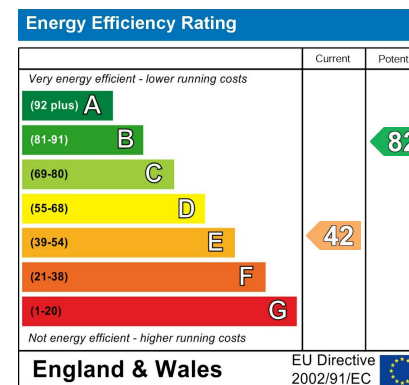 Energy Efficiency Rating
Current Potent
Very energy efficient - lower running costs
(92 plus) A
(81-91) B 82
(69-80) C
(55-68) D
(39-54) E 42
(21-38) F
(1-20) G
Not energy efficient - higher running costs
England & Wales
EU Directive
2002/91/EC